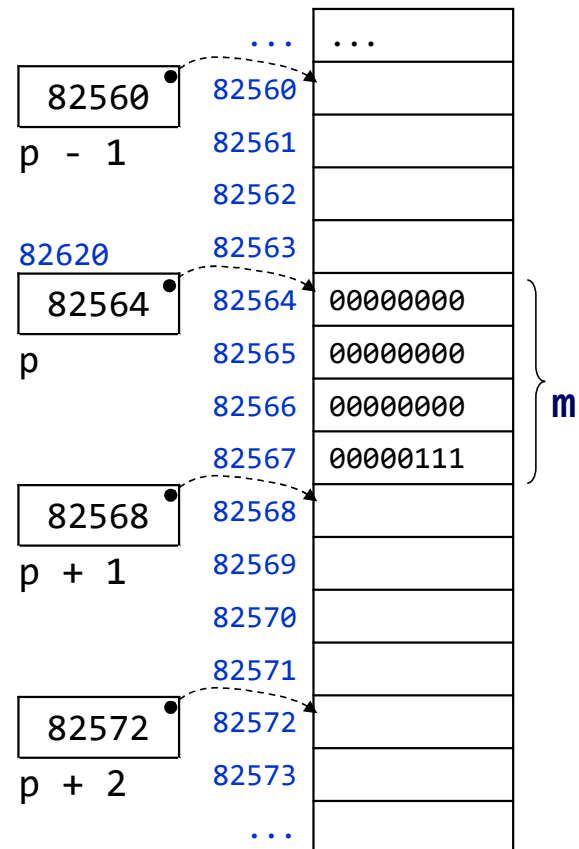 ... ...
82560 82560
p - 1 82561
82562
82620 82563
82564 82564 00000000
p 82565 00000000
82566 00000000 m
82567 00000111
82568 82568
p + 1 82569
82570
82571
82572 82572
p + 2 82573
...